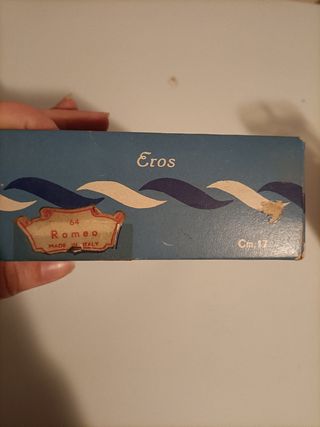 Eros
64
Romeo
MADE IN ITALY
Cm. 17